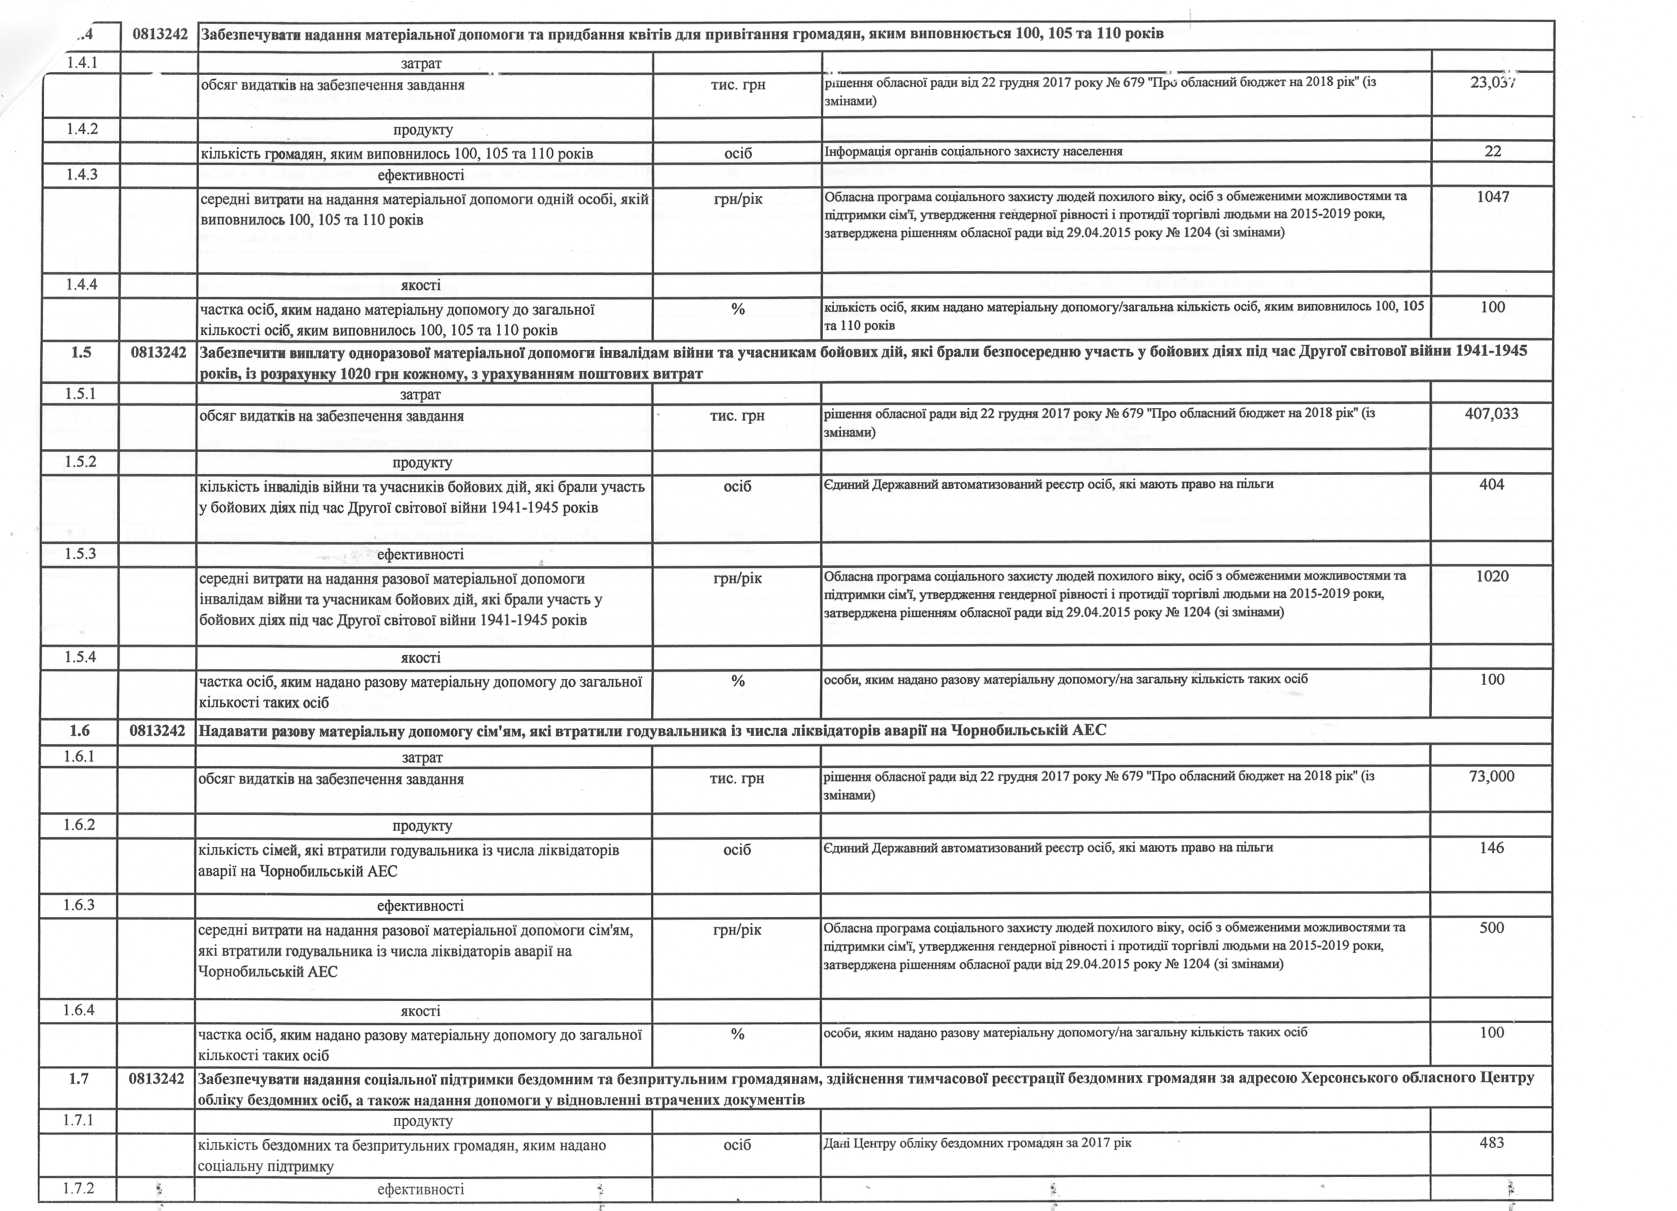 .4 0813242 Забезпечувати надання матеріальної допомоги та придбання квітів для привітання громадян, яким виповнюється 100, 105 та 110 років
1.4.1 затрат
обсяг видатків на забезпечення завдання тис. грн рішення обласної ради від 22 грудня 2017 року № 679 "Про обласний бюджет на 2018 рік" (із 23,037
змінами)
1.4.2 продукту
кількість громадян, яким виповнилось 100, 105 та 110 років осіб Інформація органів соціального захисту населення 22
1.4.3 ефективності
середні витрати на надання матеріальної допомоги одній особі, якій грн/рік Обласна програма соціального захисту людей похилого віку, осіб з обмеженими можливостями та 1047
виповнилось 100, 105 та 110 років підтримки сім'ї, утвердження гендерної рівності і протидії торгівлі людьми на 2015-2019 роки,
затверджена рішенням обласної ради від 29.04.2015 року № 1204 (зі змінами)
1.4.4 якості
частка осіб, яким надано матеріальну допомогу до загальної % кількість осіб, яким надано матеріальну допомогу/загальна кількість осіб, яким виповнилось 100, 105 100
кількості осіб, яким виповнилось 100, 105 та 110 років та 110 років
1.5 0813242 Забезпечити виплату одноразової матеріальної допомоги інвалідам війни та учасникам бойових дій, які брали безпосередню участь у бойових діях під час Другої світової війни 1941-1945
років, із розрахунку 1020 грн кожному, з урахуванням поштових витрат
1.5.1 затрат
обсяг видатків на забезпечення завдання тис. грн рішення обласної ради від 22 грудня 2017 року № 679 "Про обласний бюджет на 2018 рік" (із 407,033
змінами)
1.5.2 продукту
кількість інвалідів війни та учасників бойових дій, які брали участь осіб Єдиний Державний автоматизований реєстр осіб, які мають право на пільги 404
у бойових діях під час Другої світової війни 1941-1945 років
1.5.3 ефективності
середні витрати на надання разової матеріальної допомоги грн/рік Обласна програма соціального захисту людей похилого віку, осіб з обмеженими можливостями та 1020
інвалідам війни та учасникам бойових дій, які брали участь у підтримки сім'ї, утвердження гендерної рівності і протидії торгівлі людьми на 2015-2019 роки,
бойових діях під час Другої світової війни 1941-1945 років затверджена рішенням обласної ради від 29.04.2015 року № 1204 (зі змінами)
1.5.4 якості
частка осіб, яким надано разову матеріальну допомогу до загальної % особи, яким надано разову матеріальну допомогу/на загальну кількість таких осіб 100
кількості таких осіб
1.6 0813242 Надавати разову матеріальну допомогу сім'ям, які втратили годувальника із числа ліквідаторів аварії на Чорнобильській АЕС
1.6.1 затрат
обсяг видатків на забезпечення завдання тис. грн рішення обласної ради від 22 грудня 2017 року № 679 "Про обласний бюджет на 2018 рік" (із 73,000
змінами)
1.6.2 продукту
кількість сімей, які втратили годувальника із числа ліквідаторів осіб Єдиний Державний автоматизований реєстр осіб, які мають право на пільги 146
аварії на Чорнобильській АЕС
1.6.3 ефективності
середні витрати на надання разової матеріальної допомоги сім'ям, грн/рік Обласна програма соціального захисту людей похилого віку, осіб з обмеженими можливостями та 500
які втратили годувальника із числа ліквідаторів аварії на підтримки сім'ї, утвердження гендерної рівності і протидії торгівлі людьми на 2015-2019 роки,
Чорнобильській АЕС затверджена рішенням обласної ради від 29.04.2015 року № 1204 (зі змінами)
1.6.4 якості
частка осіб, яким надано разову матеріальну допомогу до загальної % особи, яким надано разову матеріальну допомогу/на загальну кількість таких осіб 100
кількості таких осіб
1.7 0813242 Забезпечувати надання соціальної підтримки бездомним та безпритульним громадянам, здійснення тимчасової реєстрації бездомних громадян за адресою Херсонського обласного Центру
обліку бездомних осіб, а також надання допомоги у відновленні втрачених документів
1.7.1 продукту
кількість бездомних та безпритульних громадян, яким надано осіб Дані Центру обліку бездомних громадян за 2017 рік 483
соціальну підтримку
1.7.2 ефективності